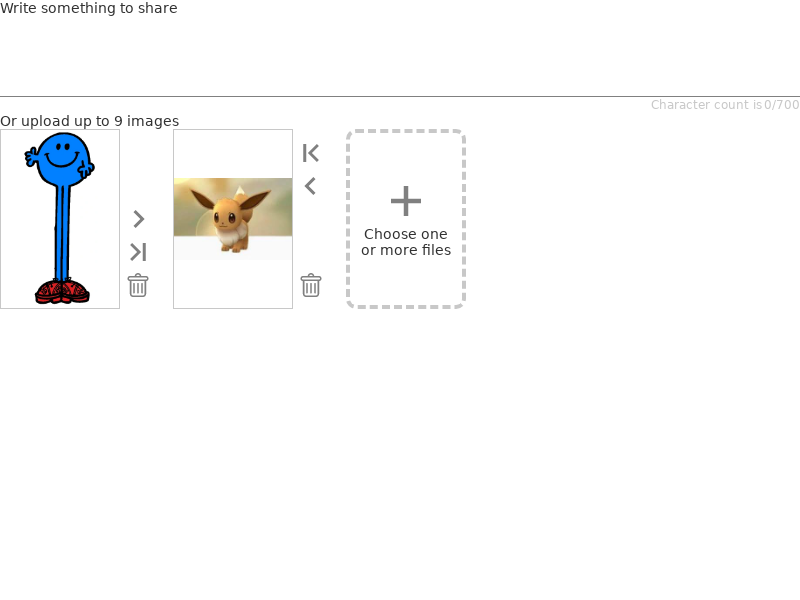 Write something to share
Character count is 0/700
Or upload up to 9 images
Choose one
or more files